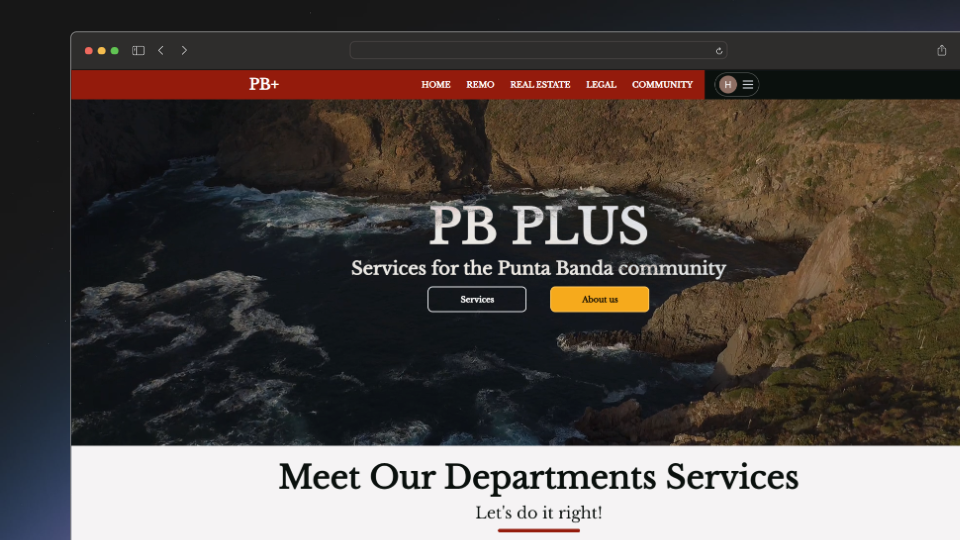 PB+
HOME REMO REAL ESTATE LEGAL COMMUNITY
H
PB PLUS
Services for the Punta Banda community
Services About us
Meet Our Departments Services
Let's do it right!